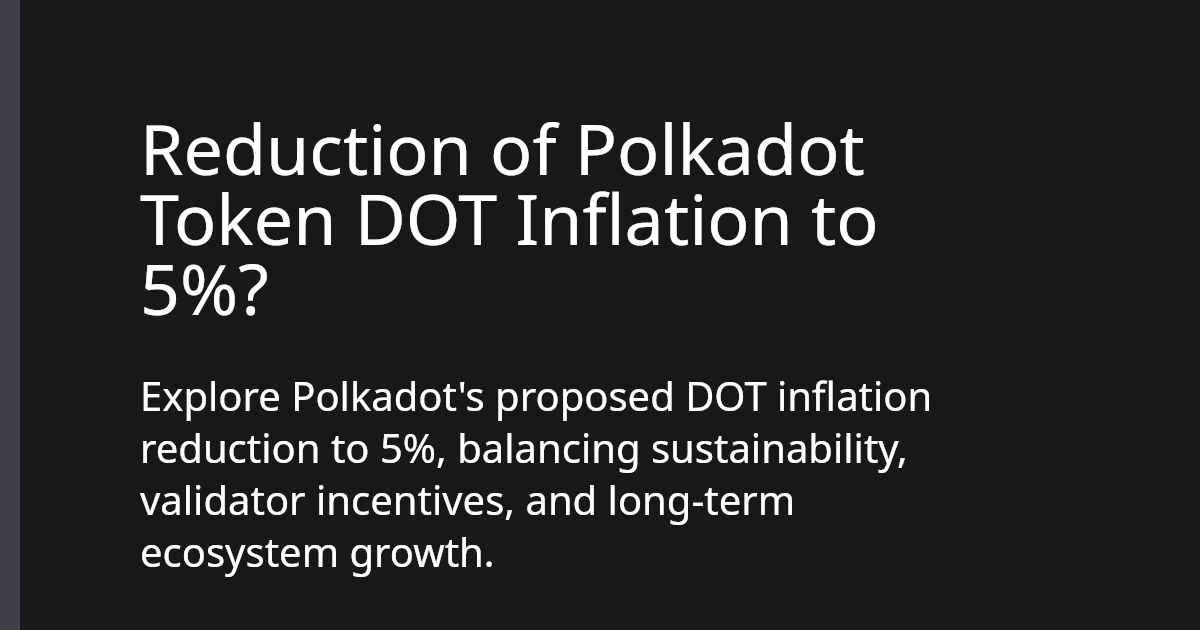 Reduction of Polkadot
Token DOT Inflation to
5%?
Explore Polkadot's proposed DOT inflation
reduction to 5%, balancing sustainability,
validator incentives, and long-term
ecosystem growth.